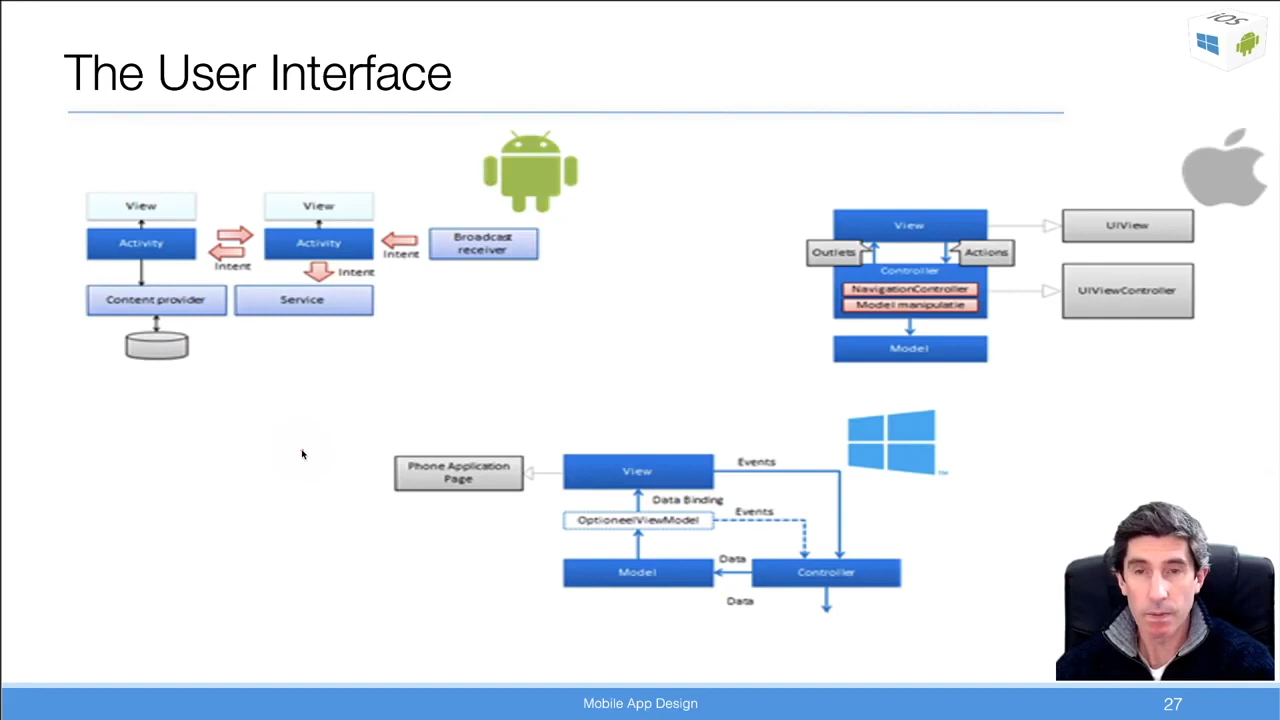 iOS
The User Interface
View
View
Activity
Activity
Intent
Intent
Broadcast
receiver
Intent
Content provider
Service
View
UIView
Outlets
Actions
Controller
NavigationController
Model manipulatie
UIViewController
Model
Phone Application
Page
View
Events
Data Binding
OptioneelViewModel
Events
Model
Data
Controller
Data
Mobile App Design
27